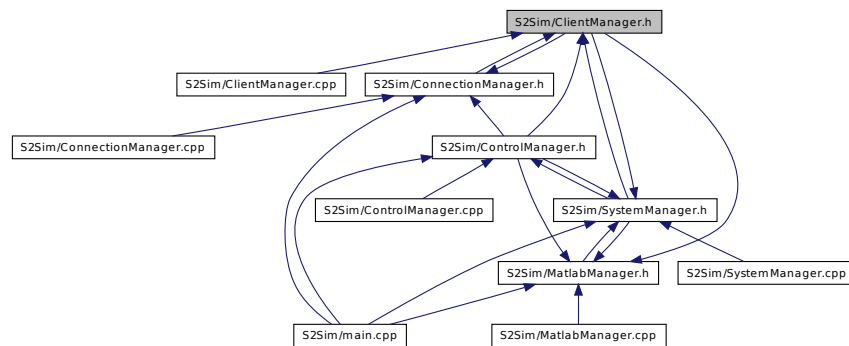 S2Sim/ClientManager.h
S2Sim/ClientManager.cpp
S2Sim/ConnectionManager.h
S2Sim/ConnectionManager.cpp
S2Sim/ControlManager.h
S2Sim/ControlManager.cpp
S2Sim/SystemManager.h
S2Sim/MatlabManager.h
S2Sim/SystemManager.cpp
S2Sim/main.cpp
S2Sim/MatlabManager.cpp